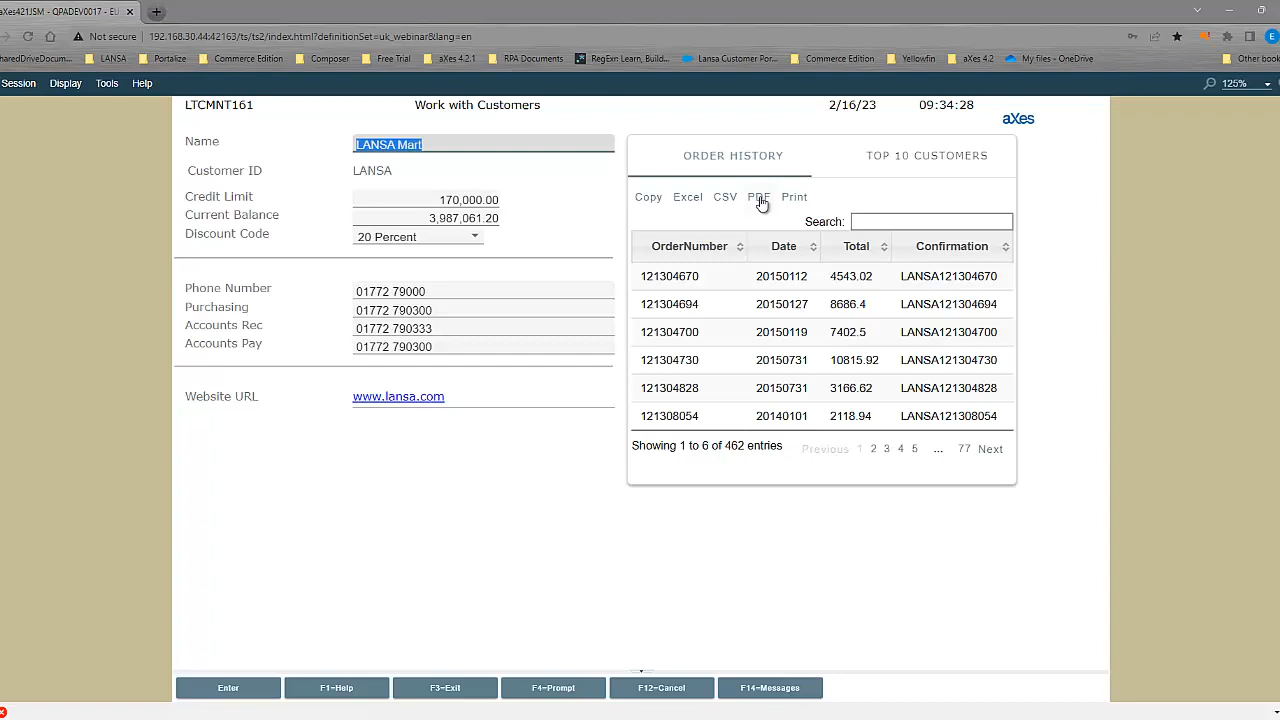 aXes421JSM - QPADEV0017 - EU
Not secure 192.168.30.44:42163/ts/ts2/index.html?definitionSet=uk_webinar&lang=en
haredDriveDocum... LANSA Portalize Commerce Edition Composer Free Trial aXes 4.2.1 RPA Documents RegExr: Learn, Build... Lansa Customer Por... Commerce Edition Yellowfin aXes 4.2 My files - OneDrive Other book
Session Display Tools Help 125%
LTCMNT161 Work with Customers 2/16/23 09:34:28
aXes
Name LANSA Mart
Customer ID LANSA
Credit Limit 170,000.00
Current Balance 3,987,061.20
Discount Code 20 Percent
Phone Number 01772 79000
Purchasing 01772 790300
Accounts Rec 01772 790333
Accounts Pay 01772 790300
Website URL www.lansa.com
ORDER HISTORY TOP 10 CUSTOMERS
Copy Excel CSV PDF Print
Search:
OrderNumber Date Total Confirmation
121304670 20150112 4543.02 LANSA121304670
121304694 20150127 8686.4 LANSA121304694
121304700 20150119 7402.5 LANSA121304700
121304730 20150731 10815.92 LANSA121304730
121304828 20150731 3166.62 LANSA121304828
121308054 20140101 2118.94 LANSA121308054
Showing 1 to 6 of 462 entries Previous 1 2 3 4 5 ... 77 Next
Enter F1=Help F3=Exit F4=Prompt F12=Cancel F14=Messages